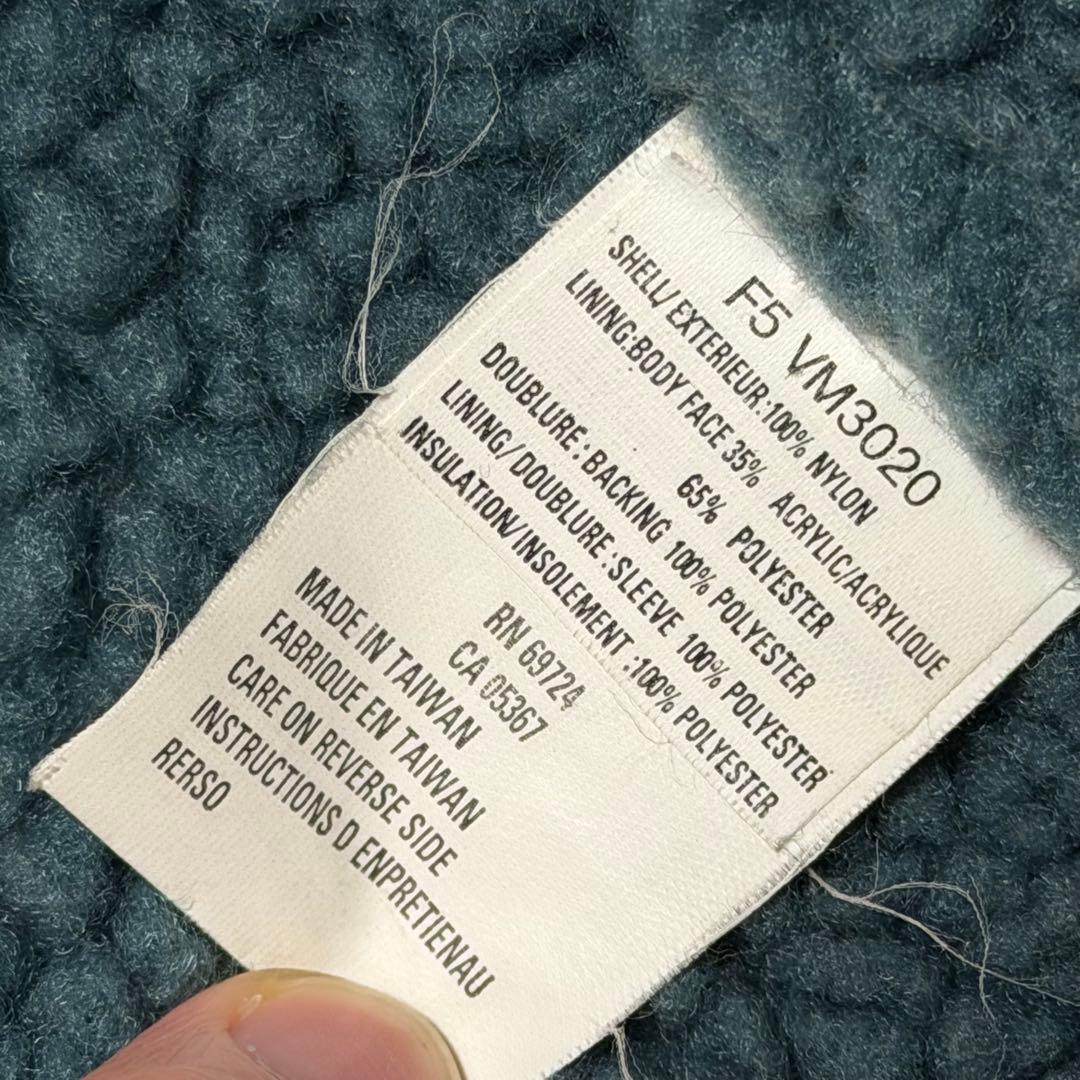 F5 VM3020
SHELL/EXTERIEUR:100% NYLON
LINING:BODY FACE 35% ACRYLIC/ACRYLIQUE
65% POLYESTER
DOUBLURE: BACKING 100% POLYESTER
LINING/DOUBLURE:SLEEVE 100% POLYESTER
INSULATION/INSOLEMENT :100% POLYESTER
RN 69724
CA 05367
MADE IN TAIWAN
FABRIQUE EN TAIWAN
CARE ON REVERSE SIDE
INSTRUCTIONS D ENPRETIENAU
RERSO